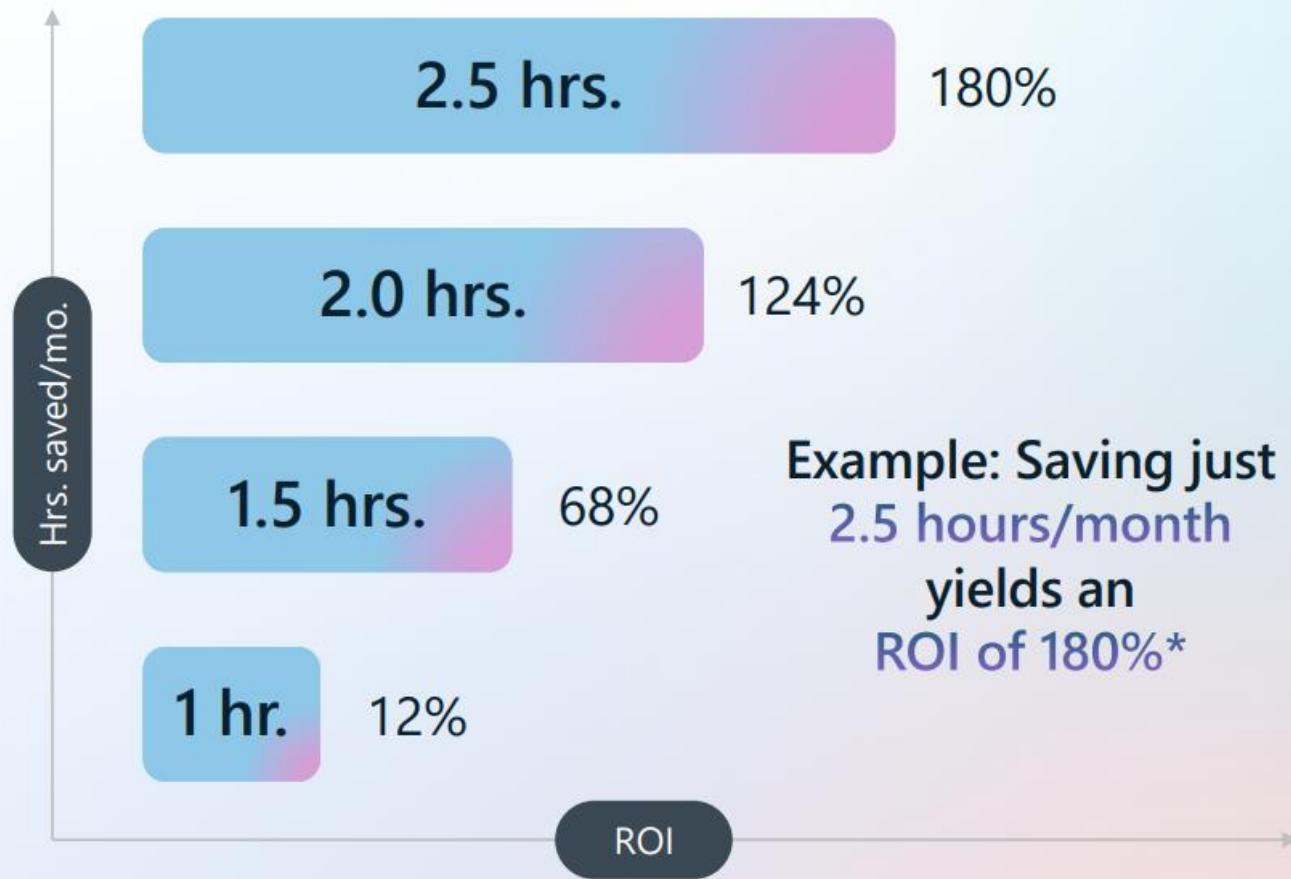 2.5 hrs.
180%
2.0 hrs.
124%
Hrs. saved/mo.
1.5 hrs.
68%
Example: Saving just
2.5 hours/month
yields an
ROI of 180%*
1 hr.
12%
ROI